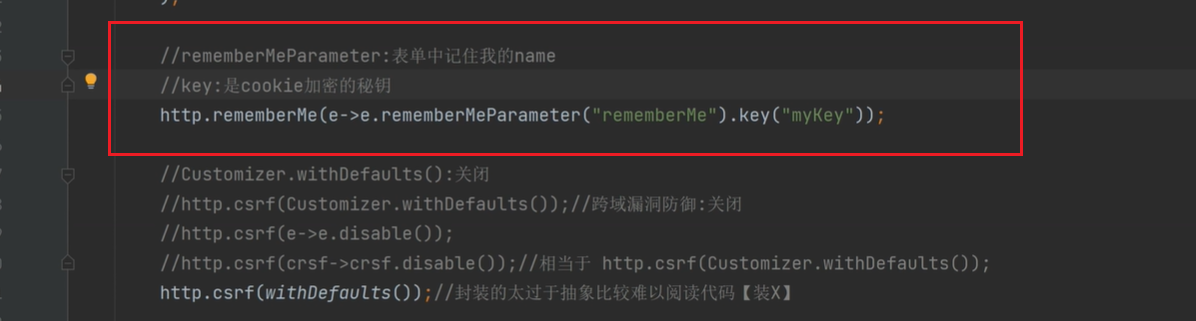 //rememberMeParameter:表单中记住我的name
//key:是cookie加密的秘钥
http.rememberMe(e->e.rememberMeParameter("rememberMe").key("myKey"));
//Customizer.withDefaults():关闭
//http.csrf(Customizer.withDefaults());//跨域漏洞防御:关闭
//http.csrf(e->e.disable());
//http.csrf(crsf->crsf.disable());//相当于 http.csrf(Customizer.withDefaults());
http.csrf(withDefaults());//封装的太过于抽象比较难以阅读代码【装X】